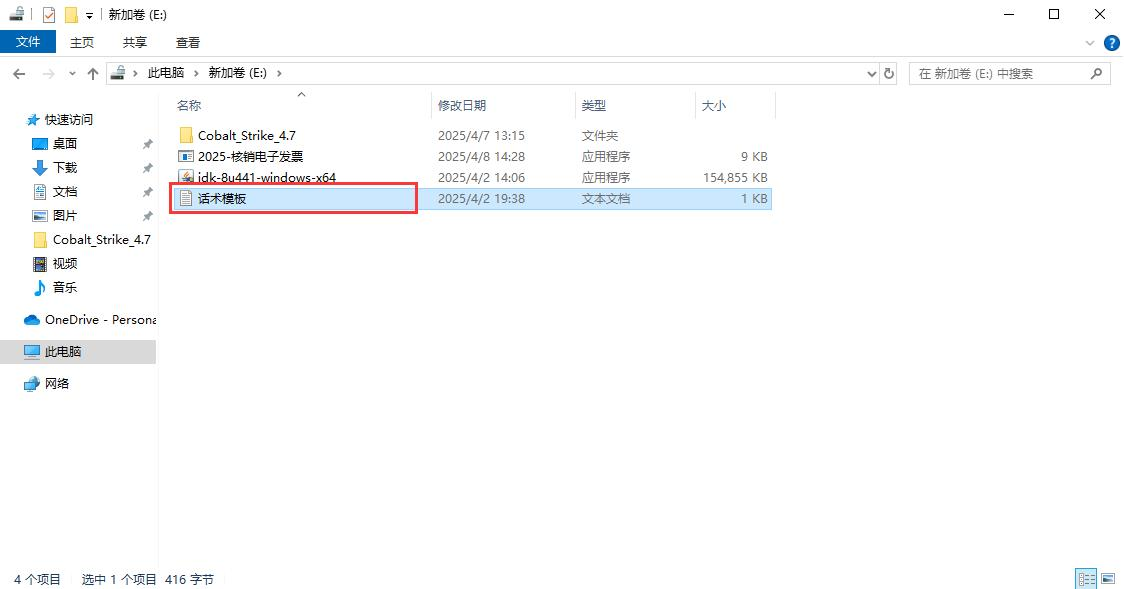 新加卷 (E:)
文件 主页 共享 查看
此电脑 新加卷 (E:) 在 新加卷 (E:) 中搜索
名称 修改日期 类型 大小
快速访问
桌面
下载
文档
图片
Cobalt_Strike_4.7
视频
音乐
OneDrive - Persona
此电脑
网络
Cobalt_Strike_4.7 2025/4/7 13:15 文件夹
2025-核销电子发票 2025/4/8 14:28 应用程序 9 KB
jdk-8u441-windows-x64 2025/4/2 14:06 应用程序 154,855 KB
话术模板 2025/4/2 19:38 文本文档 1 KB
4 个项目 选中 1 个项目 416 字节